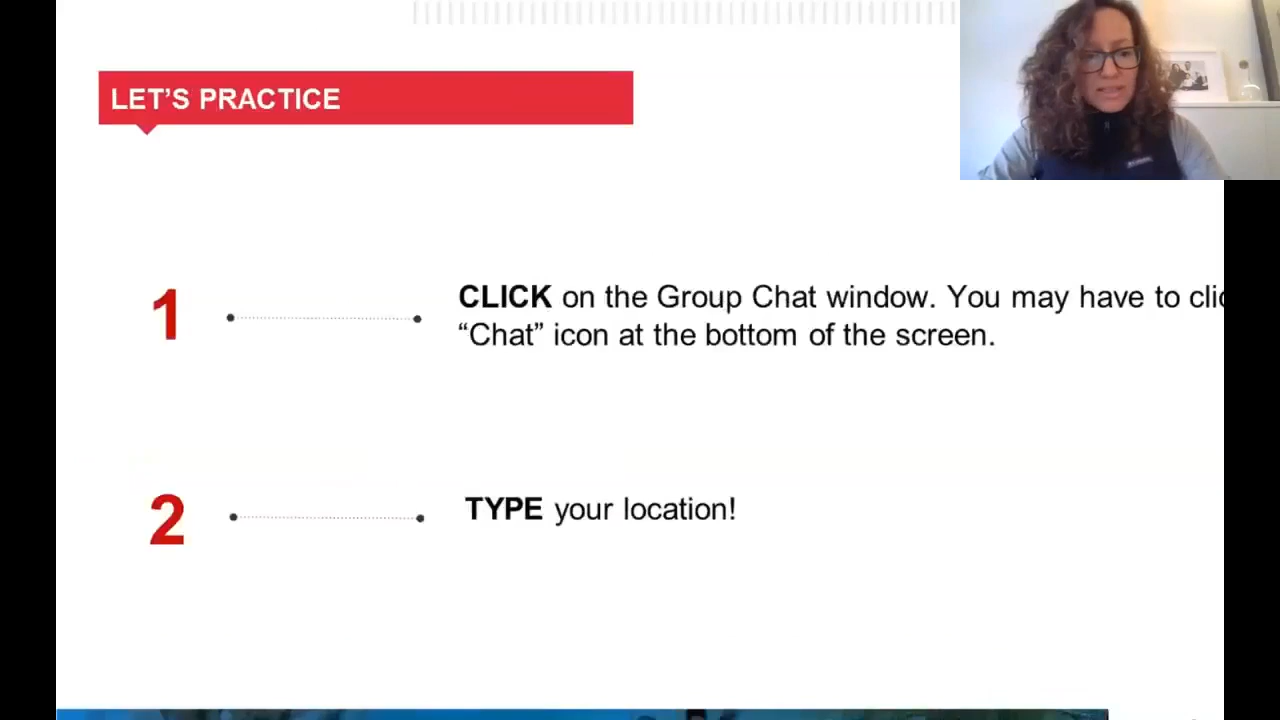 LET'S PRACTICE
1
CLICK on the Group Chat window. You may have to
“Chat” icon at the bottom of the screen.
2
TYPE your location!